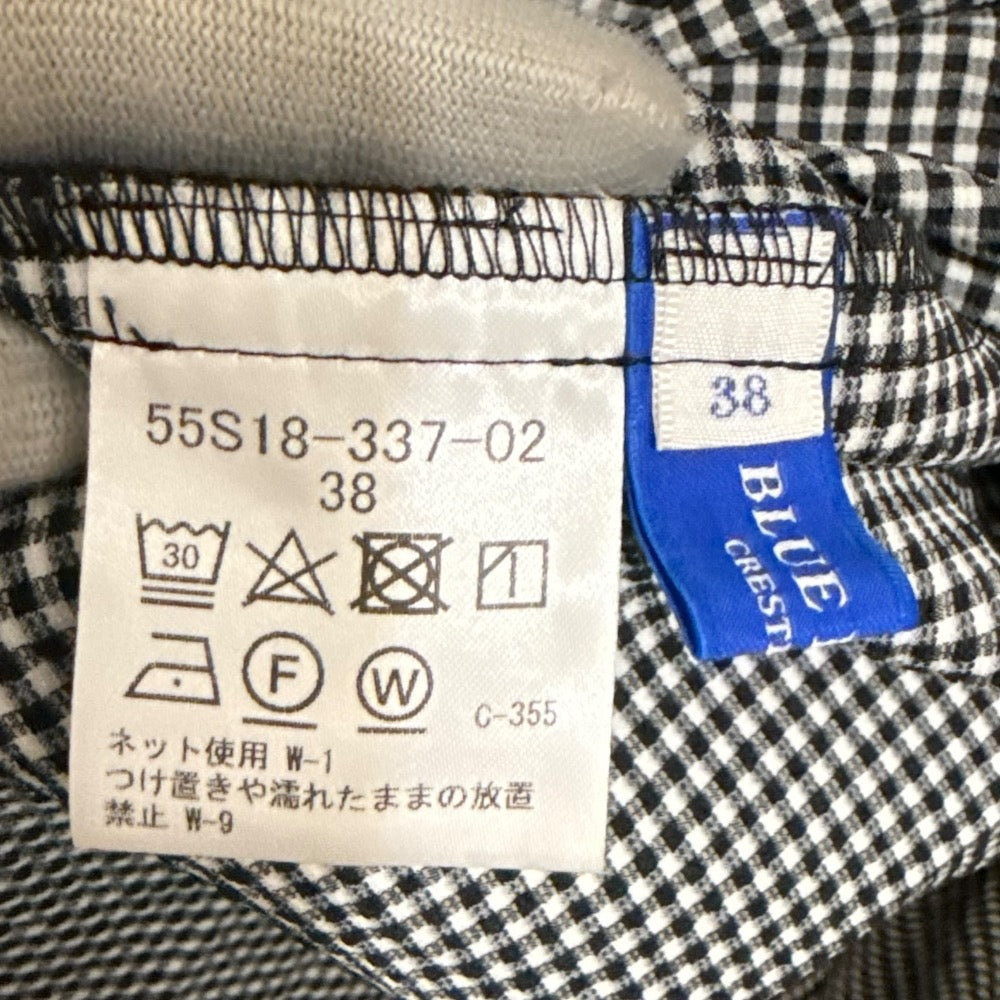 55S18-337-02
38
30
F
W
C-355
ネット使用 W-1
つけ置きや濡れたままの放置
禁止 W-9
38
BLUE
CREST